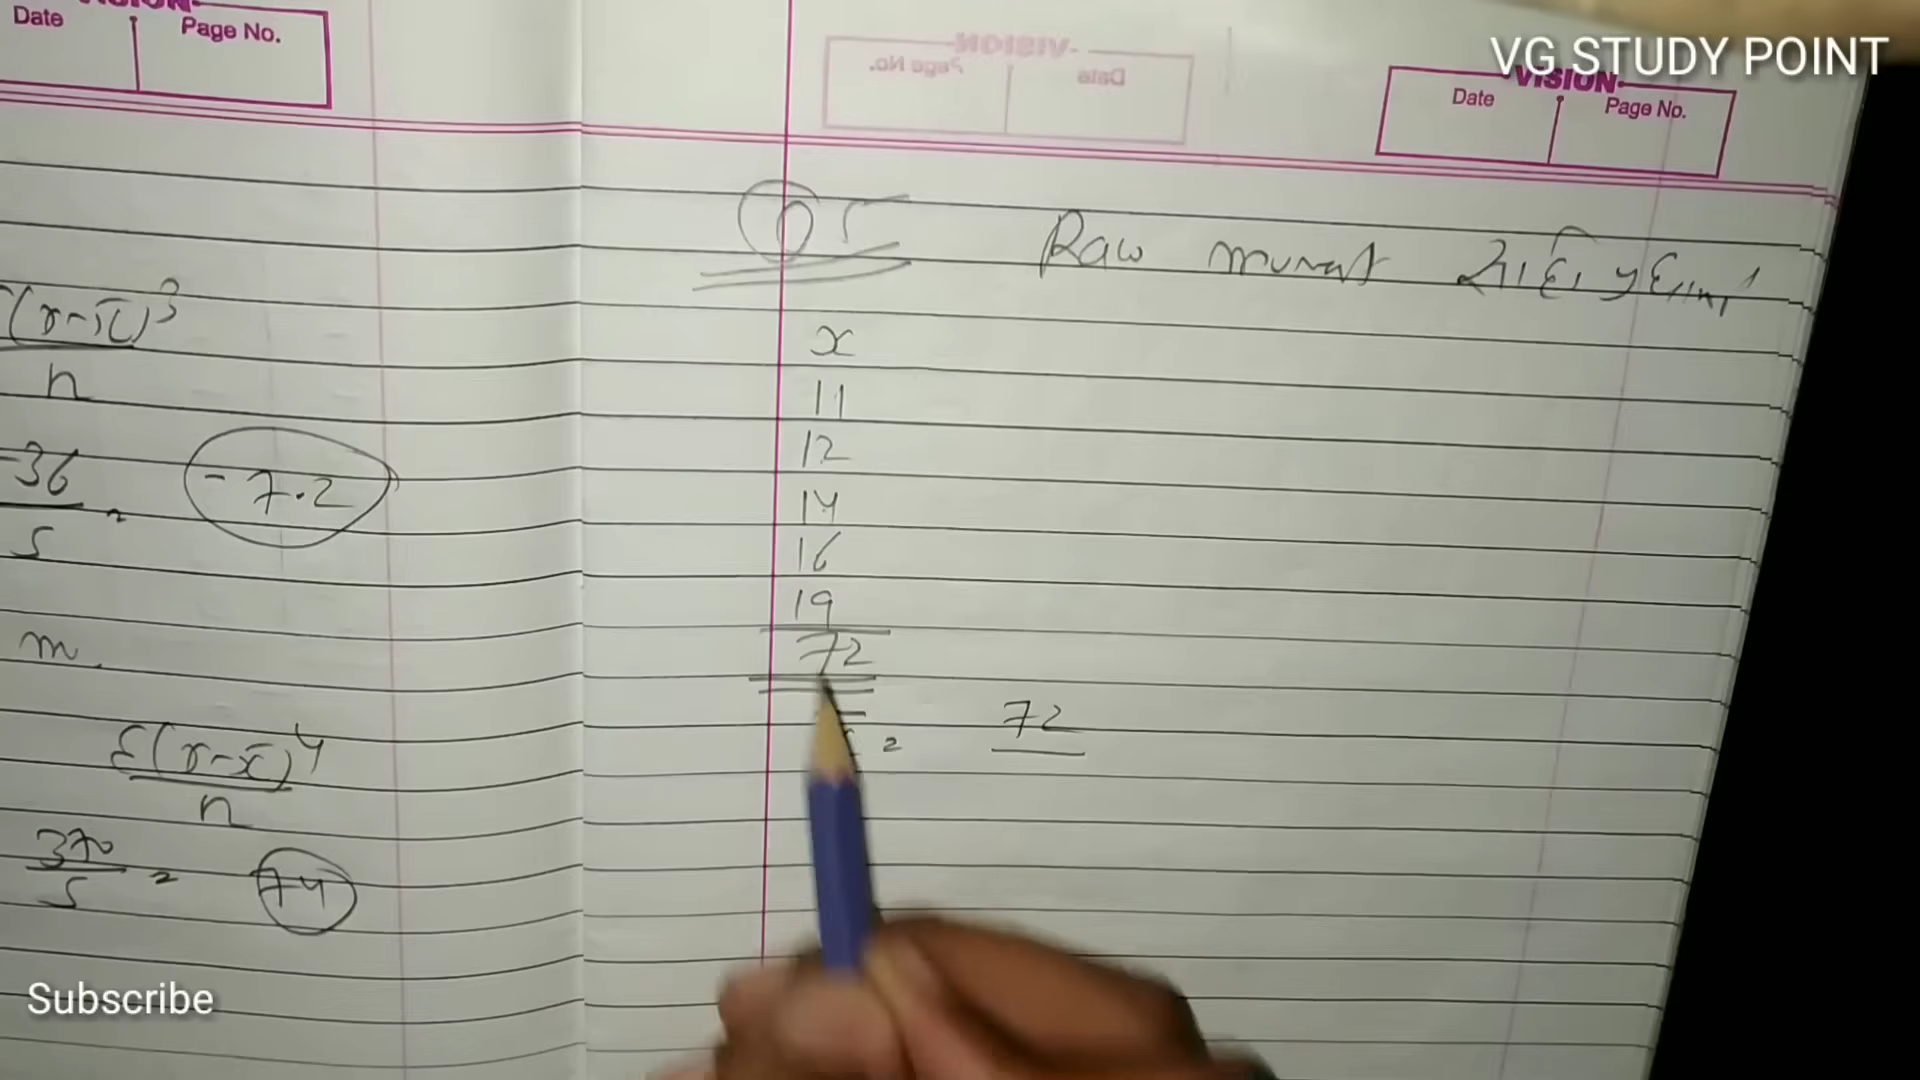 VG STUDY POINT
VISION
Date
Page No.
Date
Page No.
(x-x̄)³
n
-36
5
= -7.2
m.
Σ(x-x̄)⁴
n
370
5
= 74
Q5
Raw moment
x
11
12
14
16
19
72
= 72
Subscribe